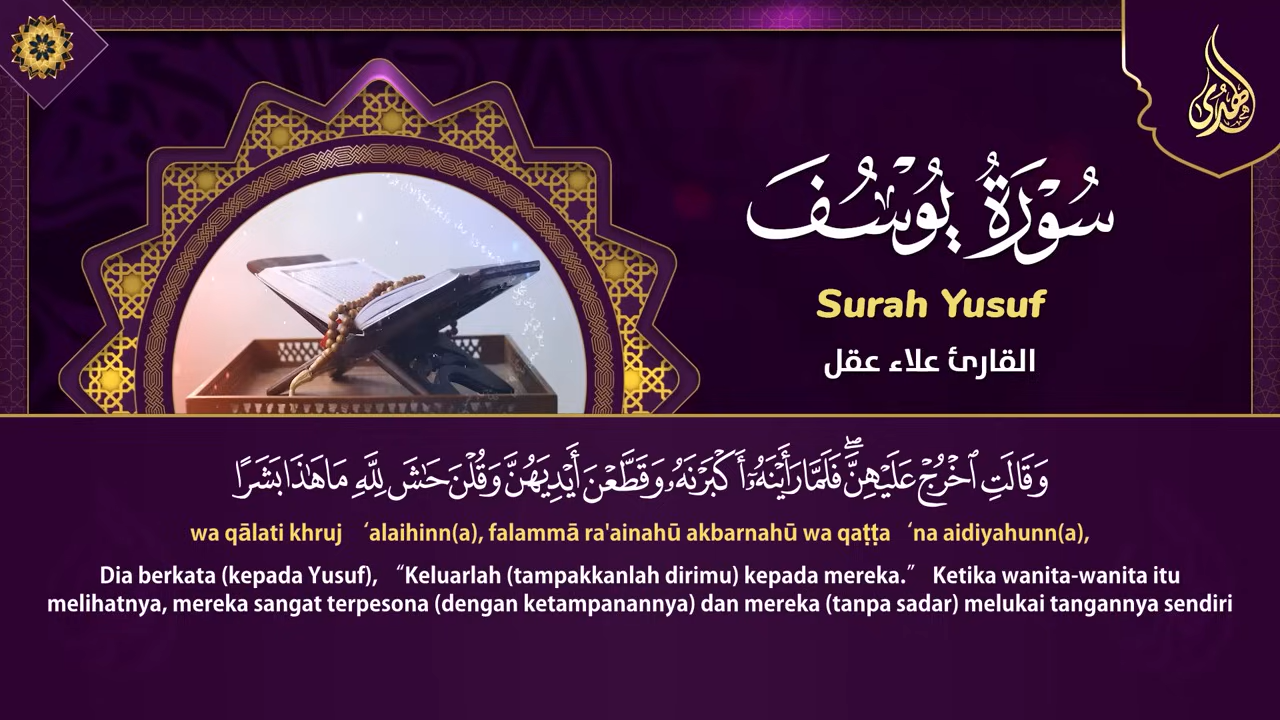 الهدى
سُوْرَةُ يُوْسُفَ
Surah Yusuf
القارئ علاء عقل
وَقَالَتِ ٱخْرُجْ عَلَيْهِنَّۖ فَلَمَّا رَأَيْنَهُۥٓ أَكْبَرْنَهُۥ وَقَطَّعْنَ أَيْدِيَهُنَّ وَقُلْنَ حَـٰشَ لِلَّهِ مَا هَـٰذَا بَشَرًا
wa qālati khruj ‘alaihinn(a), falammā ra'ainahū akbarnahū wa qaṭṭa ‘na aidiyahunn(a),
Dia berkata (kepada Yusuf), “Keluarlah (tampakkanlah dirimu) kepada mereka.” Ketika wanita-wanita itu
melihatnya, mereka sangat terpesona (dengan ketampanannya) dan mereka (tanpa sadar) melukai tangannya sendiri